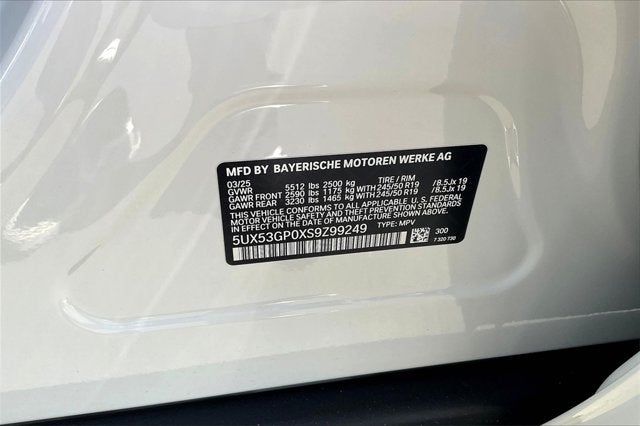 MFD BY BAYERISCHE MOTOREN WERKE AG
03/25
GVWR 5512 lbs 2500 kg TIRE / RIM
GAWR FRONT 2590 lbs 1175 kg WITH 245/50 R19 /8.5Jx 19
GAWR REAR 3230 lbs 1465 kg WITH 245/50 R19 /8.5Jx 19
THIS VEHICLE CONFORMS TO ALL APPLICABLE U.S. FEDERAL
MOTOR VEHICLE SAFETY AND THEFT PREVENTION STANDARDS
IN EFFECT ON THE DATE OF MANUFACTURE SHOWN ABOVE.
5UX53GP0XS9Z99249 TYPE: MPV
300
7 320 730